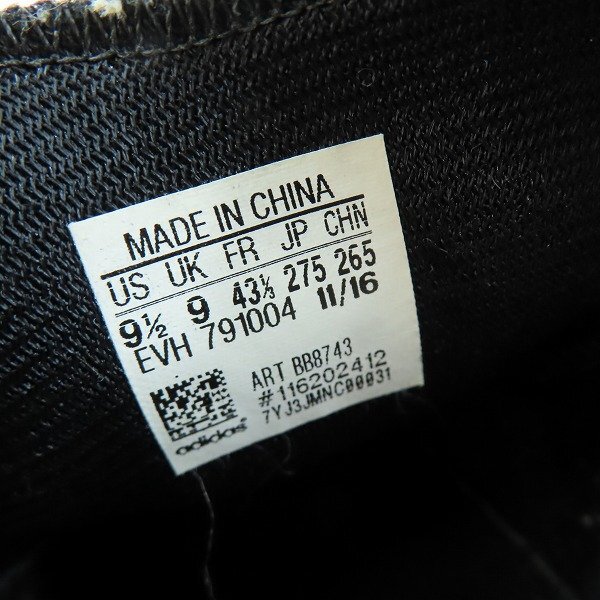 MADE IN CHINA
US UK FR JP CHN
9½ 9 43⅓ 275 265
EVH 791004 11/16
ART BB8743
#116202412
7YJ3JMNC00031
adidas